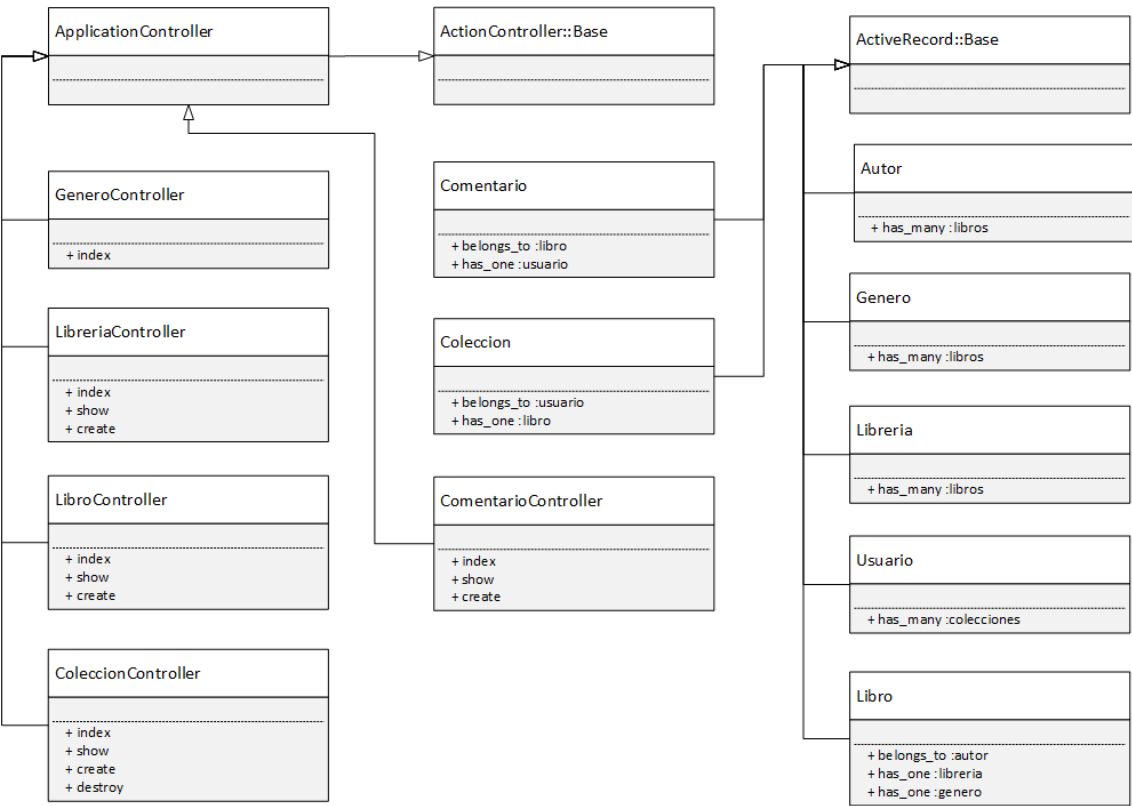 ApplicationController
GeneroController
+ index
LibreriaController
+ index
+ show
+ create
LibroController
+ index
+ show
+ create
ColeccionController
+ index
+ show
+ create
+ destroy
ActionController::Base
Comentario
+ belongs_to :libro
+ has_one :usuario
Coleccion
+ belongs_to :usuario
+ has_one : libro
ComentarioController
+ index
+ show
+ create
ActiveRecord::Base
Autor
+ has_many :libros
Genero
+ has_many :libros
Libreria
+ has_many :libros
Usuario
+ has_many :colecciones
Libro
+ belongs_to :autor
+ has_one : libreria
+ has_one : genero